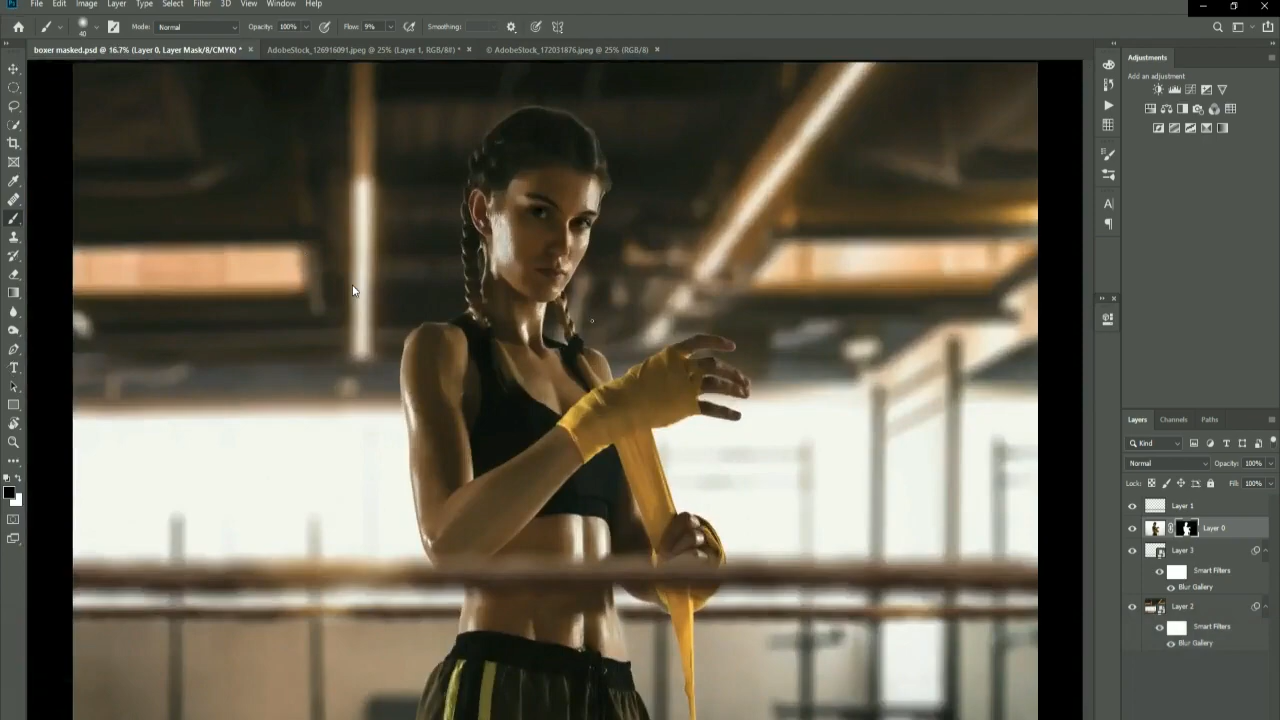 Ps File Edit Image Layer Type Select Filter 3D View Window Help
40 Mode: Normal Opacity: 100% Flow: 9% Smoothing:
boxer masked.psd @ 16.7% (Layer 0, Layer Mask/8/CMYK) * × AdobeStock_126916091.jpeg @ 25% (Layer 1, RGB/8#) * × © AdobeStock_172031876.jpeg @ 25% (RGB/8) ×
Adjustments
Add an adjustment
Layers Channels Paths
Kind
Normal Opacity: 100%
Lock: Fill: 100%
Layer 1
Layer 0
Layer 3
Smart Filters
Blur Gallery
Layer 2
Smart Filters
Blur Gallery